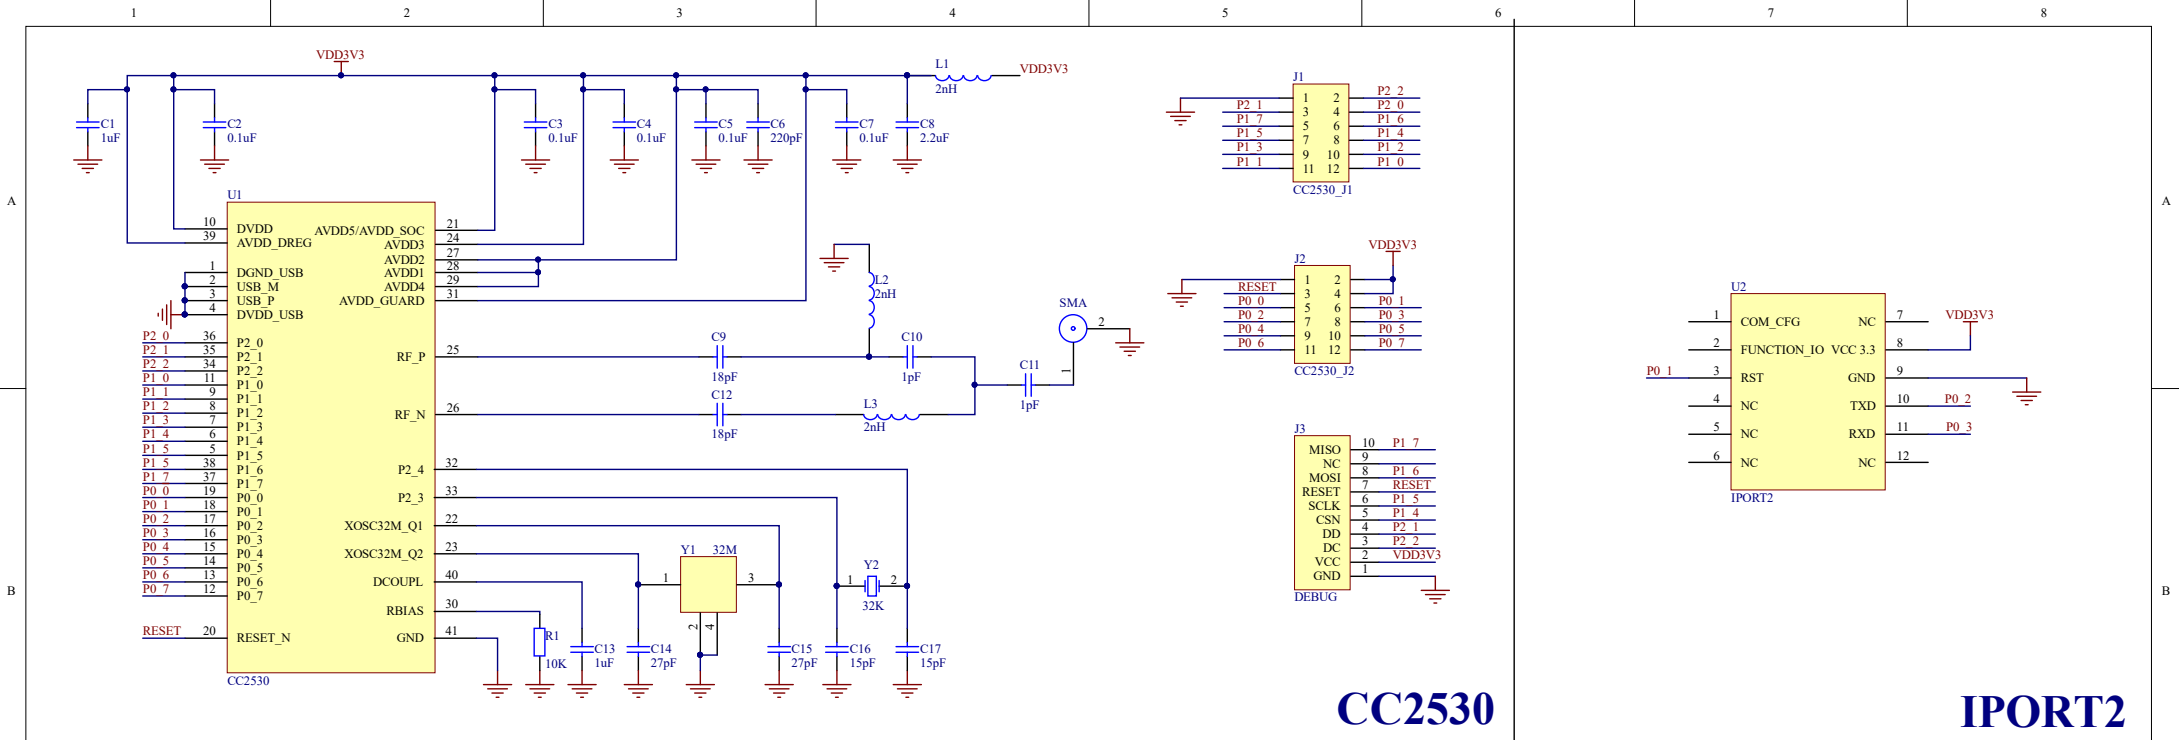 1 2 3 4 5 6 7 8
VDD3V3
L1
2nH
VDD3V3
C1
1uF
C2
0.1uF
C3
0.1uF
C4
0.1uF
C5
0.1uF
C6
220pF
C7
0.1uF
C8
2.2uF
A
U1
10 DVDD
39 AVDD_DREG
1 DGND_USB
2 USB_M
3 USB_P
4 DVDD_USB
P2_0 36 P2_0
P2_1 35 P2_1
P2_2 34 P2_2
P1_0 11 P1_0
P1_1 9 P1_1
P1_2 8 P1_2
P1_3 7 P1_3
P1_4 6 P1_4
P1_5 5 P1_5
P1_5 38 P1_6
P1_7 37 P1_7
P0_0 19 P0_0
P0_1 18 P0_1
P0_2 17 P0_2
P0_3 16 P0_3
P0_4 15 P0_4
P0_5 14 P0_5
P0_6 13 P0_6
P0_7 12 P0_7
RESET 20 RESET_N
AVDD5/AVDD_SOC 21
AVDD3 24
AVDD2 27
AVDD1 28
AVDD4 29
AVDD_GUARD 31
RF_P 25
RF_N 26
P2_4 32
P2_3 33
XOSC32M_Q1 22
XOSC32M_Q2 23
DCOUPL 40
RBIAS 30
GND 41
CC2530
L2
2nH
C9
18pF
C10
1pF
C12
18pF
L3
2nH
C11
1pF
SMA
2
1
Y1 32M
1 3
2 4
Y2
1 2
32K
R1
10K
C13
1uF
C14
27pF
C15
27pF
C16
15pF
C17
15pF
B
J1
1 2 P2_2
P2_1 3 4 P2_0
P1_7 5 6 P1_6
P1_5 7 8 P1_4
P1_3 9 10 P1_2
P1_1 11 12 P1_0
CC2530_J1
VDD3V3
J2
1 2
RESET 3 4
P0_0 5 6 P0_1
P0_2 7 8 P0_3
P0_4 9 10 P0_5
P0_6 11 12 P0_7
CC2530_J2
J3
MISO 10 P1_7
NC 9
MOSI 8 P1_6
RESET 7 RESET
SCLK 6 P1_5
CSN 5 P1_4
DD 4 P2_1
DC 3 P2_2
VCC 2 VDD3V3
GND 1
DEBUG
CC2530
U2
1 COM_CFG NC 7
VDD3V3
2 FUNCTION_IO VCC 3.3 8
P0_1 3 RST GND 9
4 NC TXD 10 P0_2
5 NC RXD 11 P0_3
6 NC NC 12
IPORT2
A
B
IPORT2